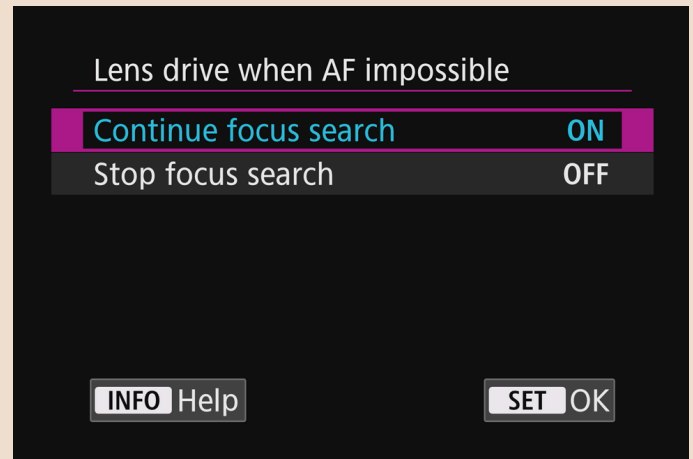 Lens drive when AF impossible
Continue focus search ON
Stop focus search OFF
INFO Help SET OK